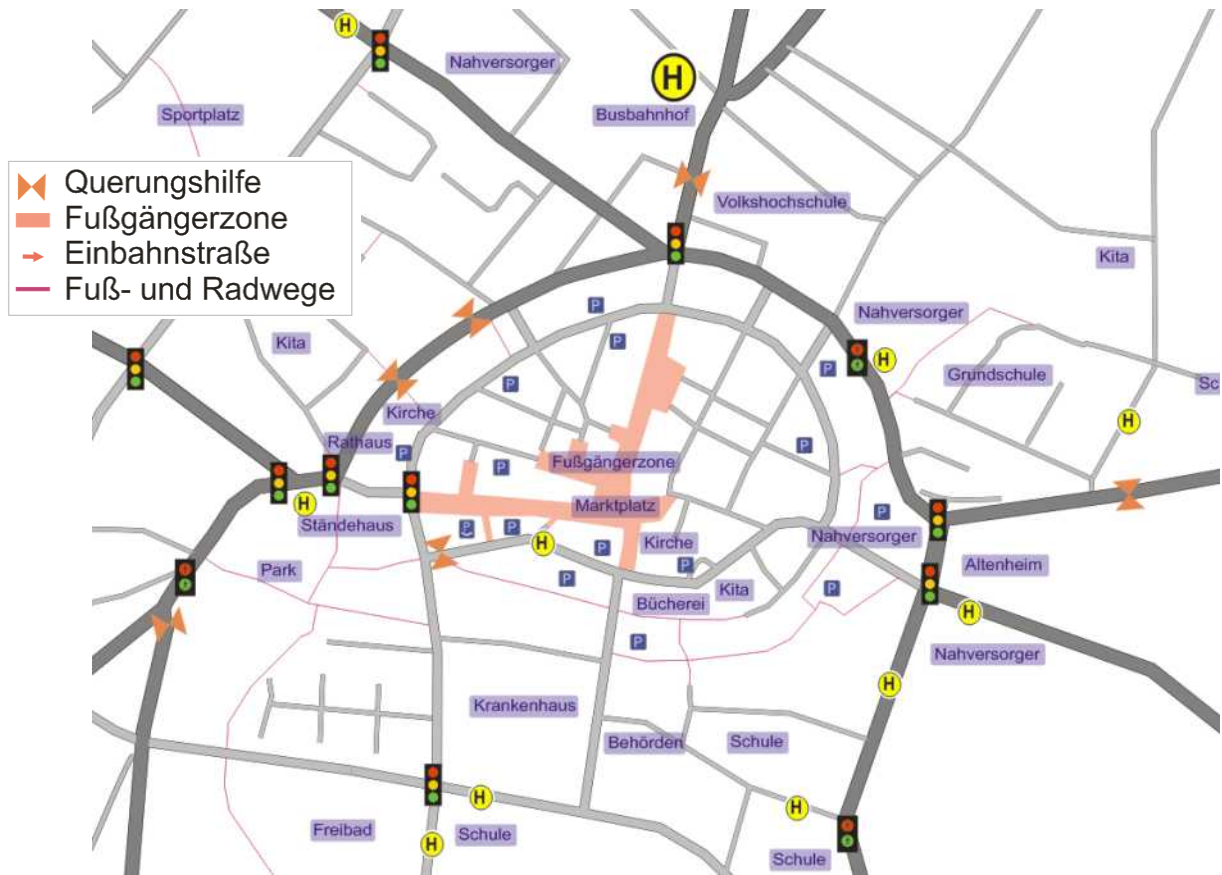 H
Nahversorger
H
Busbahnhof
Sportplatz
Querungshilfe
Fußgängerzone
Einbahnstraße
Fuß- und Radwege
Volkshochschule
Kita
P
Nahversorger
Kita
P
H
P
Grundschule
P
Sc
Kirche
H
Rathaus
P
P
Fußgängerzone
P
H
Marktplatz
P
Ständehaus
P
P
Nahversorger
H
Kirche
P
Park
P
Altenheim
P
Kita
P
Bücherei
H
P
Nahversorger
H
Krankenhaus
Behörden
Schule
H
H
Freibad
Schule
H
Schule